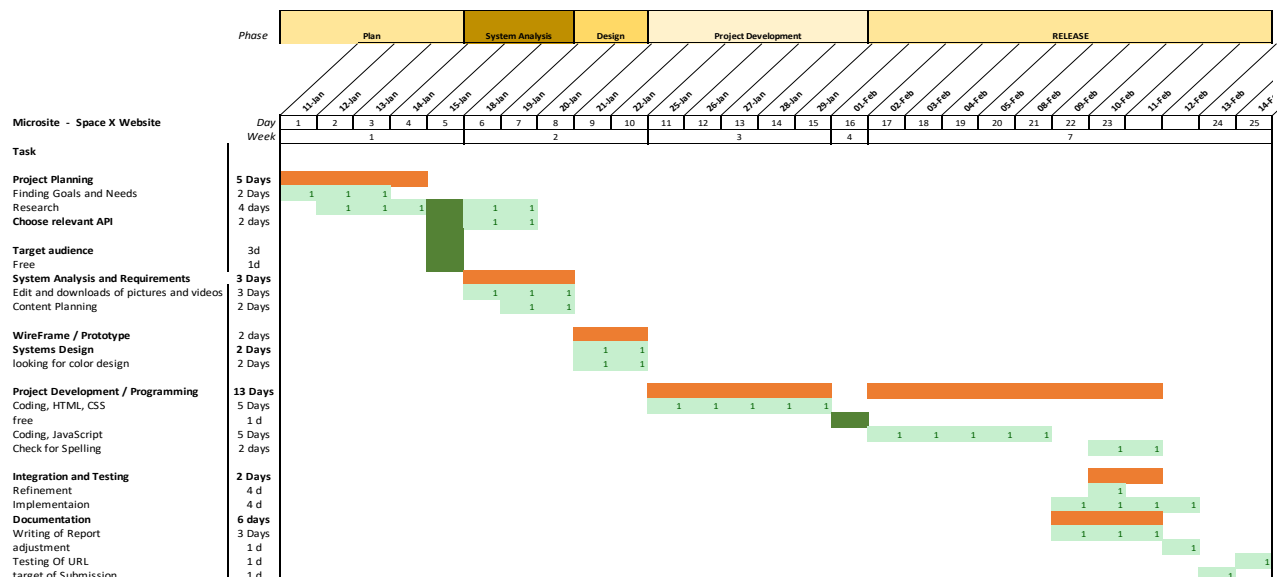 Phase Plan System Analysis Design Project Development RELEASE
11-Jan 12-Jan 13-Jan 14-Jan 15-Jan 18-Jan 19-Jan 20-Jan 21-Jan 22-Jan 25-Jan 26-Jan 27-Jan 28-Jan 29-Jan 01-Feb 02-Feb 03-Feb 04-Feb 05-Feb 08-Feb 09-Feb 10-Feb 11-Feb 12-Feb 13-Feb
Microsite - Space X Website Day 1 2 3 4 5 6 7 8 9 10 11 12 13 14 15 16 17 18 19 20 21 22 23 24 25
Week 1 2 3 4 7
Task
Project Planning 5 Days
Finding Goals and Needs 2 Days 1 1 1
Research 4 days 1 1 1 1 1
Choose relevant API 2 days 1 1
Target audience 3d
Free 1d
System Analysis and Requirements 3 Days
Edit and downloads of pictures and videos 3 Days 1 1 1
Content Planning 2 Days 1 1
WireFrame / Prototype 2 days
Systems Design 2 Days 1 1
looking for color design 2 Days 1 1
Project Development / Programming 13 Days
Coding, HTML, CSS 5 Days 1 1 1 1 1
free 1 d
Coding, JavaScript 5 Days 1 1 1 1 1
Check for Spelling 2 days 1 1
Integration and Testing 2 Days
Refinement 4 d 1
Implementaion 4 d 1 1 1 1
Documentation 6 days
Writing of Report 3 Days 1 1 1
adjustment 1 d 1
Testing Of URL 1 d 1
target of Submission 1 d 1